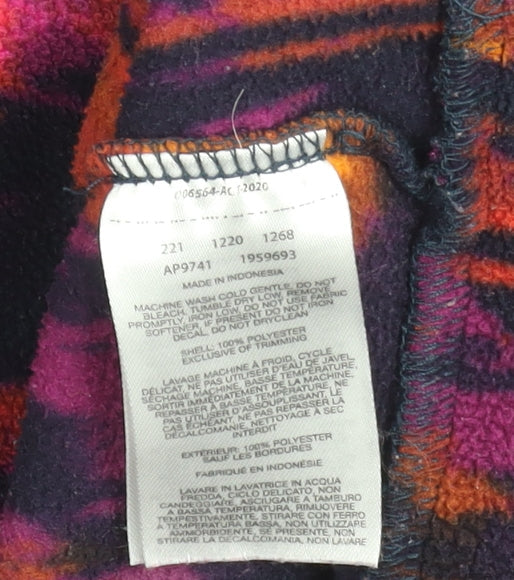 006564-AC 12020
221 1220 1268
AP9741 1959693
MADE IN INDONESIA
MACHINE WASH COLD GENTLE, DO NOT
BLEACH, TUMBLE DRY LOW, REMOVE
PROMPTLY, IRON LOW, DO NOT USE FABRIC
SOFTENER, IF PRESENT DO NOT IRON
DECAL. DO NOT DRYCLEAN
SHELL: 100% POLYESTER
EXCLUSIVE OF TRIMMING
LAVAGE MACHINE À FROID, CYCLE
DÉLICAT, NE PAS UTILISER D'EAU DE JAVEL,
SÉCHAGE MACHINE, BASSE TEMPÉRATURE,
SORTIR IMMÉDIATEMENT DE LA MACHINE,
REPASSER À BASSE TEMPÉRATURE, NE
PAS UTILISER D'ASSOUPLISSANT, LE
CAS ÉCHÉANT, NE PAS REPASSER LA
DÉCALCOMANIE, NETTOYAGE À SEC
INTERDIT
EXTÉRIEUR: 100% POLYESTER
SAUF LES BORDURES
FABRIQUÉ EN INDONÉSIE
LAVARE IN LAVATRICE IN ACQUA
FREDDA, CICLO DELICATO, NON
CANDEGGIARE, ASCIUGARE A TAMBURO
A BASSA TEMPERATURA, RIMUOVERE
TEMPESTIVAMENTE, STIRARE CON FERRO
A TEMPERATURA BASSA, NON UTILIZZARE
AMMORBIDENTE, SE PRESENTE, NON
STIRARE LA DECALCOMANIA, NON LAVARE